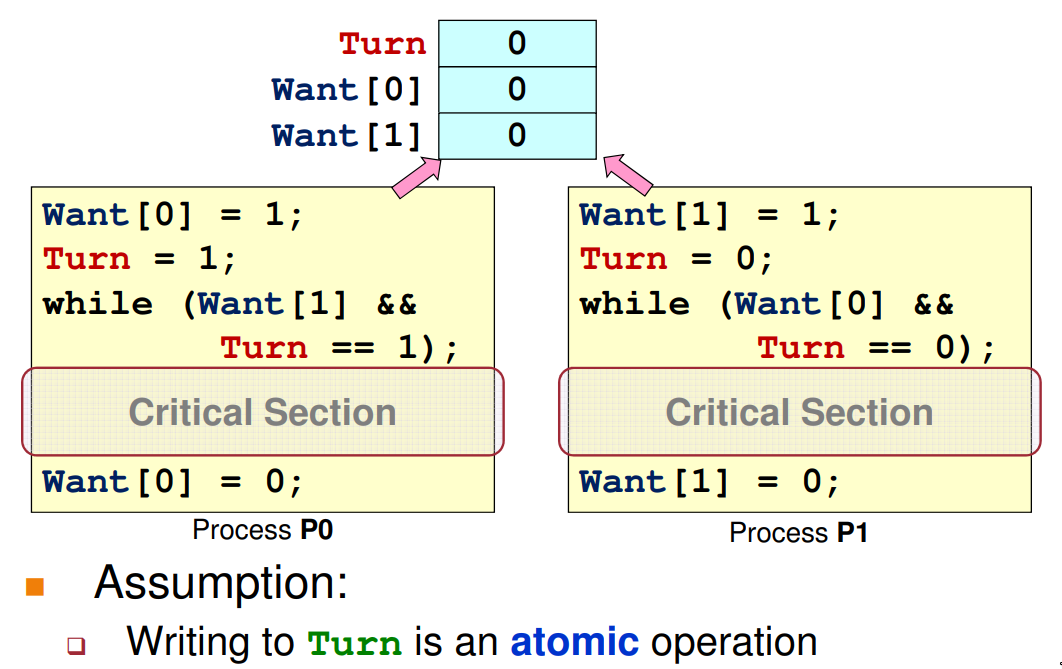 Turn 0
Want[0] 0
Want[1] 0
Want[0] = 1;
Turn = 1;
while (Want[1] &&
Turn == 1);
Critical Section
Want[0] = 0;
Process P0
Want[1] = 1;
Turn = 0;
while (Want[0] &&
Turn == 0);
Critical Section
Want[1] = 0;
Process P1
Assumption:
Writing to Turn is an atomic operation